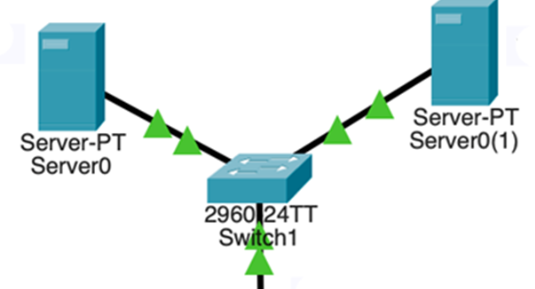 Server-PT
Server0
Server-PT
Server0(1)
2960-24TT
Switch1